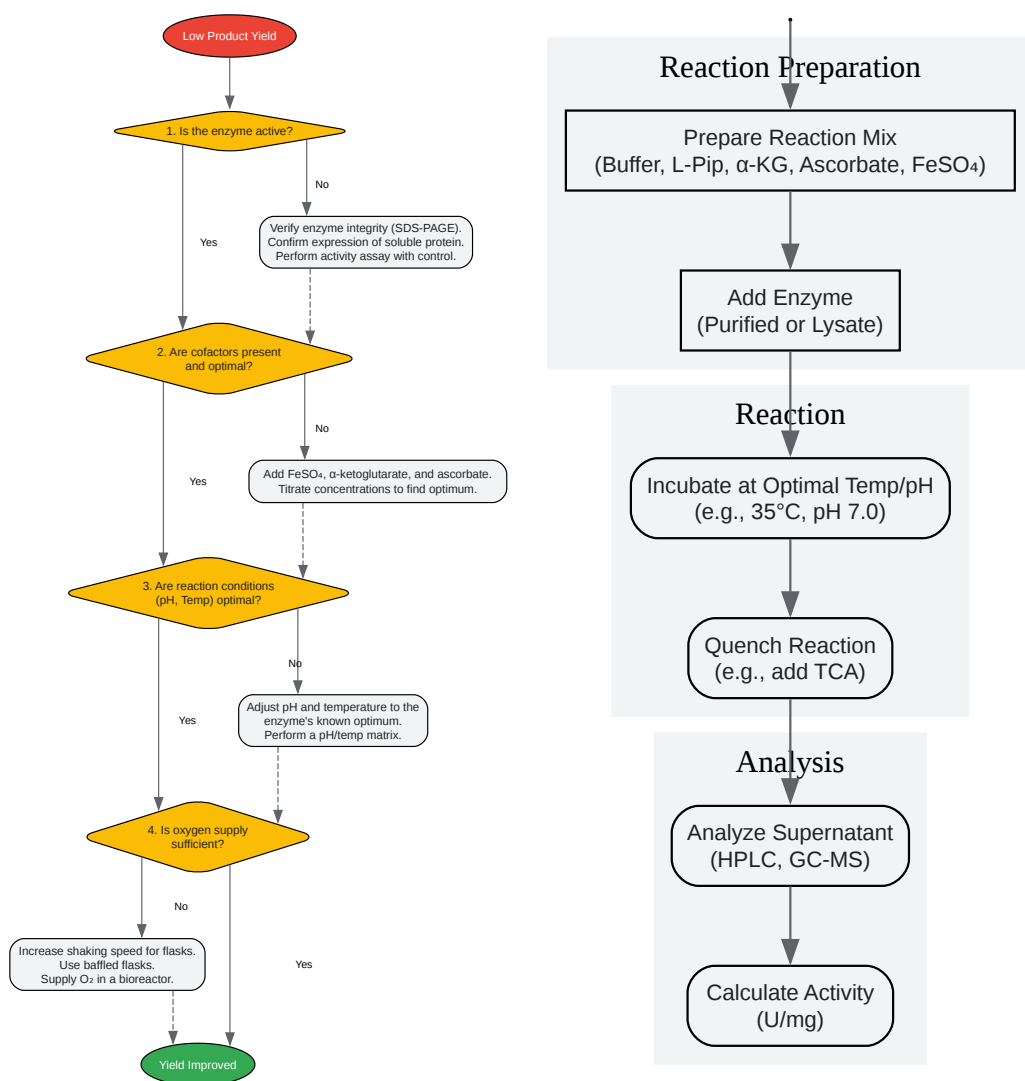 Low Product Yield
1. Is the enzyme active?
No
Yes
Verify enzyme integrity (SDS-PAGE).
Confirm expression of soluble protein.
Perform activity assay with control.
2. Are cofactors present
and optimal?
No
Yes
Add FeSO₄, α-ketoglutarate, and ascorbate.
Titrate concentrations to find optimum.
3. Are reaction conditions
(pH, Temp) optimal?
No
Yes
Adjust pH and temperature to the
enzyme's known optimum.
Perform a pH/temp matrix.
4. Is oxygen supply
sufficient?
No
Yes
Increase shaking speed for flasks.
Use baffled flasks.
Supply O₂ in a bioreactor.
Yield Improved
Reaction Preparation
Prepare Reaction Mix
(Buffer, L-Pip, α-KG, Ascorbate, FeSO₄)
Add Enzyme
(Purified or Lysate)
Reaction
Incubate at Optimal Temp/pH
(e.g., 35°C, pH 7.0)
Quench Reaction
(e.g., add TCA)
Analysis
Analyze Supernatant
(HPLC, GC-MS)
Calculate Activity
(U/mg)